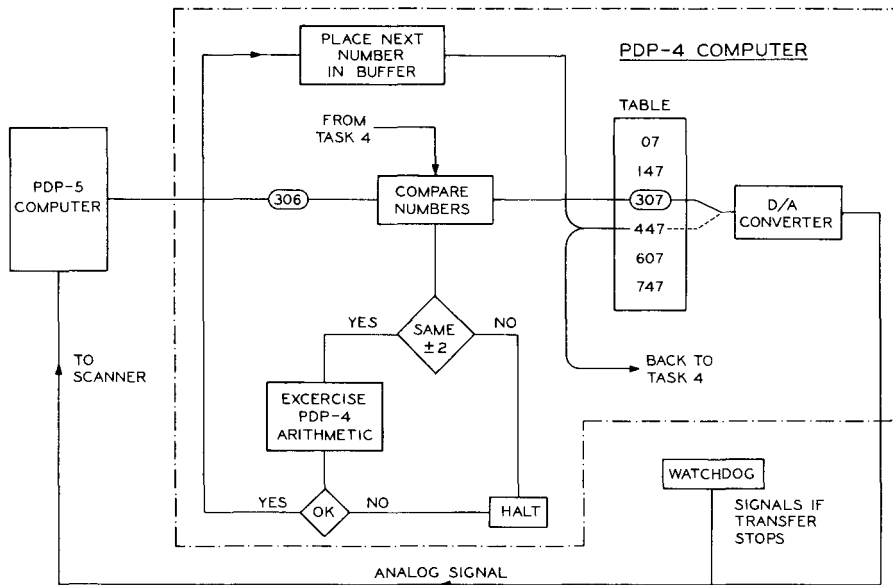 PLACE NEXT
NUMBER
IN BUFFER
PDP-4 COMPUTER
TABLE
FROM
TASK 4
07
147
PDP-5
COMPUTER
306
COMPARE
NUMBERS
307
D/A
CONVERTER
447
607
747
YES
SAME
±2
NO
TO
SCANNER
BACK TO
TASK 4
EXCERCISE
PDP-4
ARITHMETIC
WATCHDOG
YES
OK
NO
HALT
SIGNALS IF
TRANSFER
STOPS
ANALOG SIGNAL